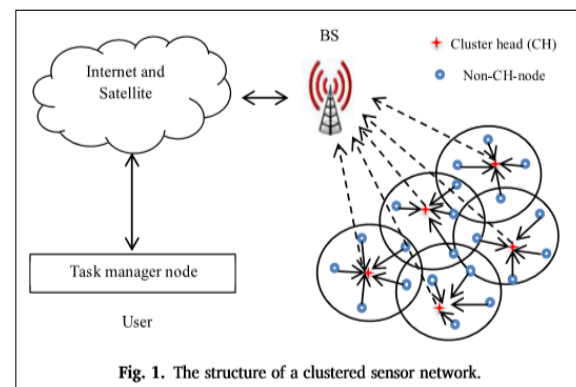 BS
Internet and
Satellite
Cluster head (CH)
Non-CH-node
Task manager node
User
Fig. 1. The structure of a clustered sensor network.